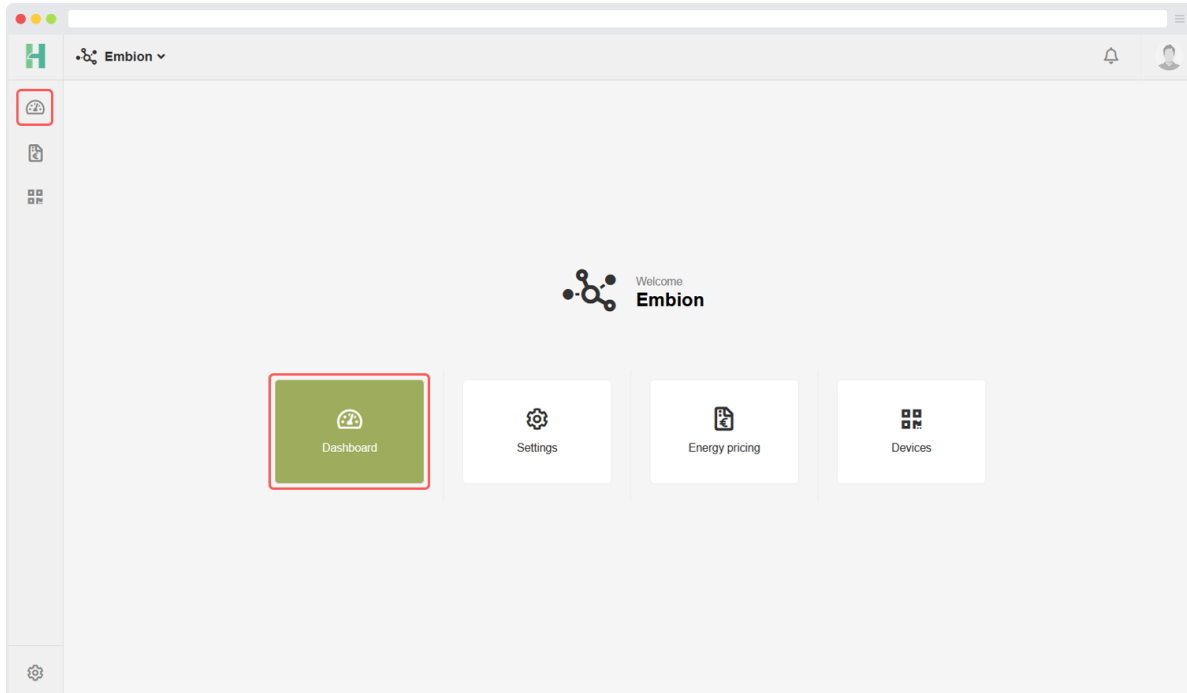 Embion
Welcome
Embion
Dashboard
Settings
Energy pricing
Devices